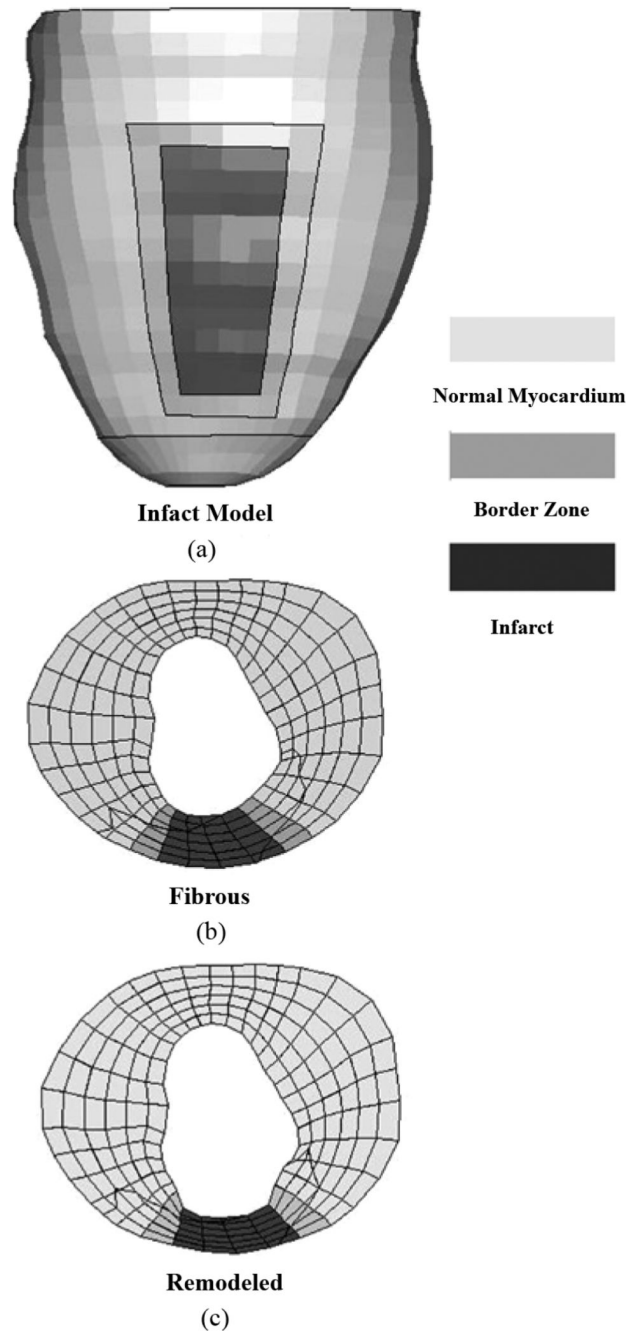 Normal Myocardium
Border Zone
Infarct
Infact Model
(a)
Fibrous
(b)
Remodeled
(c)